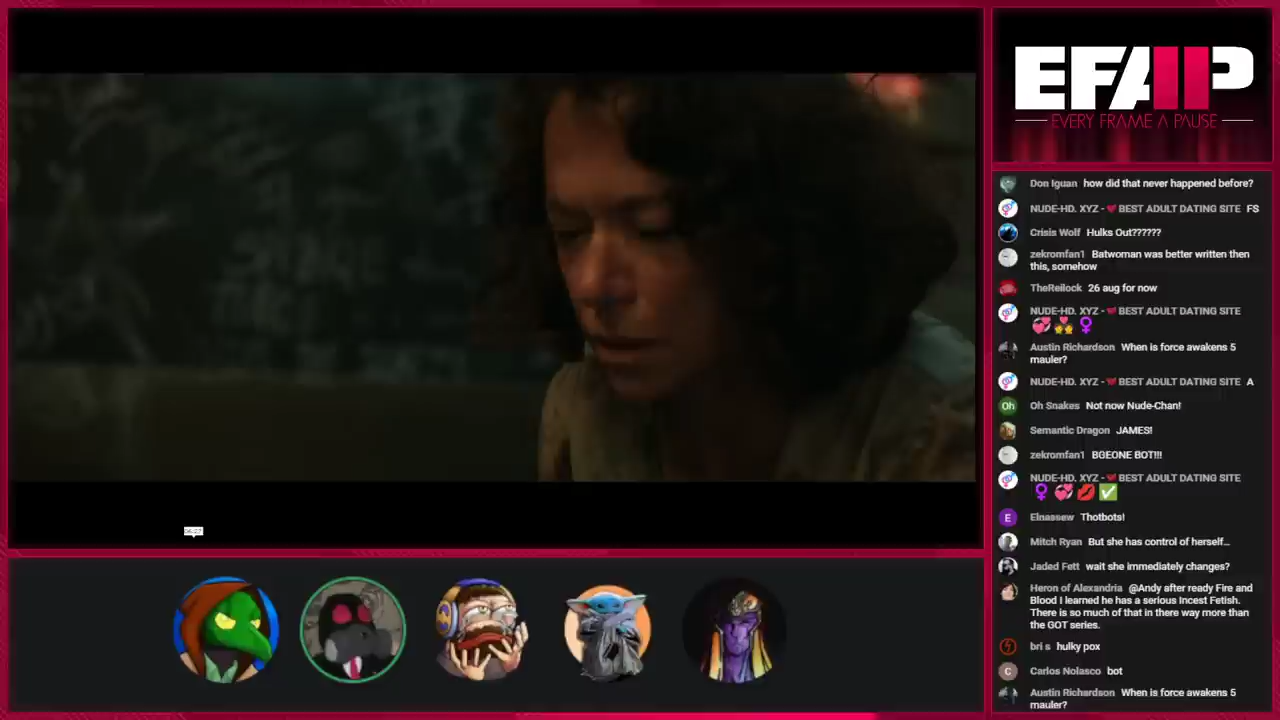 EFAP
EVERY FRAME A PAUSE
Don Iguan how did that never happened before?
NUDE-HD. XYZ - BEST ADULT DATING SITE FS
Crisis Wolf Hulks Out??????
zekromfan1 Batwoman was better written then
this, somehow
TheReilock 26 aug for now
NUDE-HD. XYZ - BEST ADULT DATING SITE
Austin Richardson When is force awakens 5
mauler?
NUDE-HD. XYZ - BEST ADULT DATING SITE A
Oh
Oh Snakes Not now Nude-Chan!
Semantic Dragon JAMES!
zekromfan1 BGEONE BOT!!!
NUDE-HD. XYZ - BEST ADULT DATING SITE
E
Elnassew Thotbots!
Mitch Ryan But she has control of herself...
Jaded Fett wait she immediately changes?
Heron of Alexandria @Andy after ready Fire and
Blood I learned he has a serious Incest Fetish.
There is so much of that in there way more than
the GOT series.
bri s hulky pox
C
Carlos Nolasco bot
Austin Richardson When is force awakens 5
mauler?